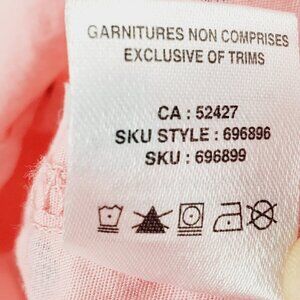 GARNITURES NON COMPRISES
EXCLUSIVE OF TRIMS
CA : 52427
SKU STYLE : 696896
SKU : 696899